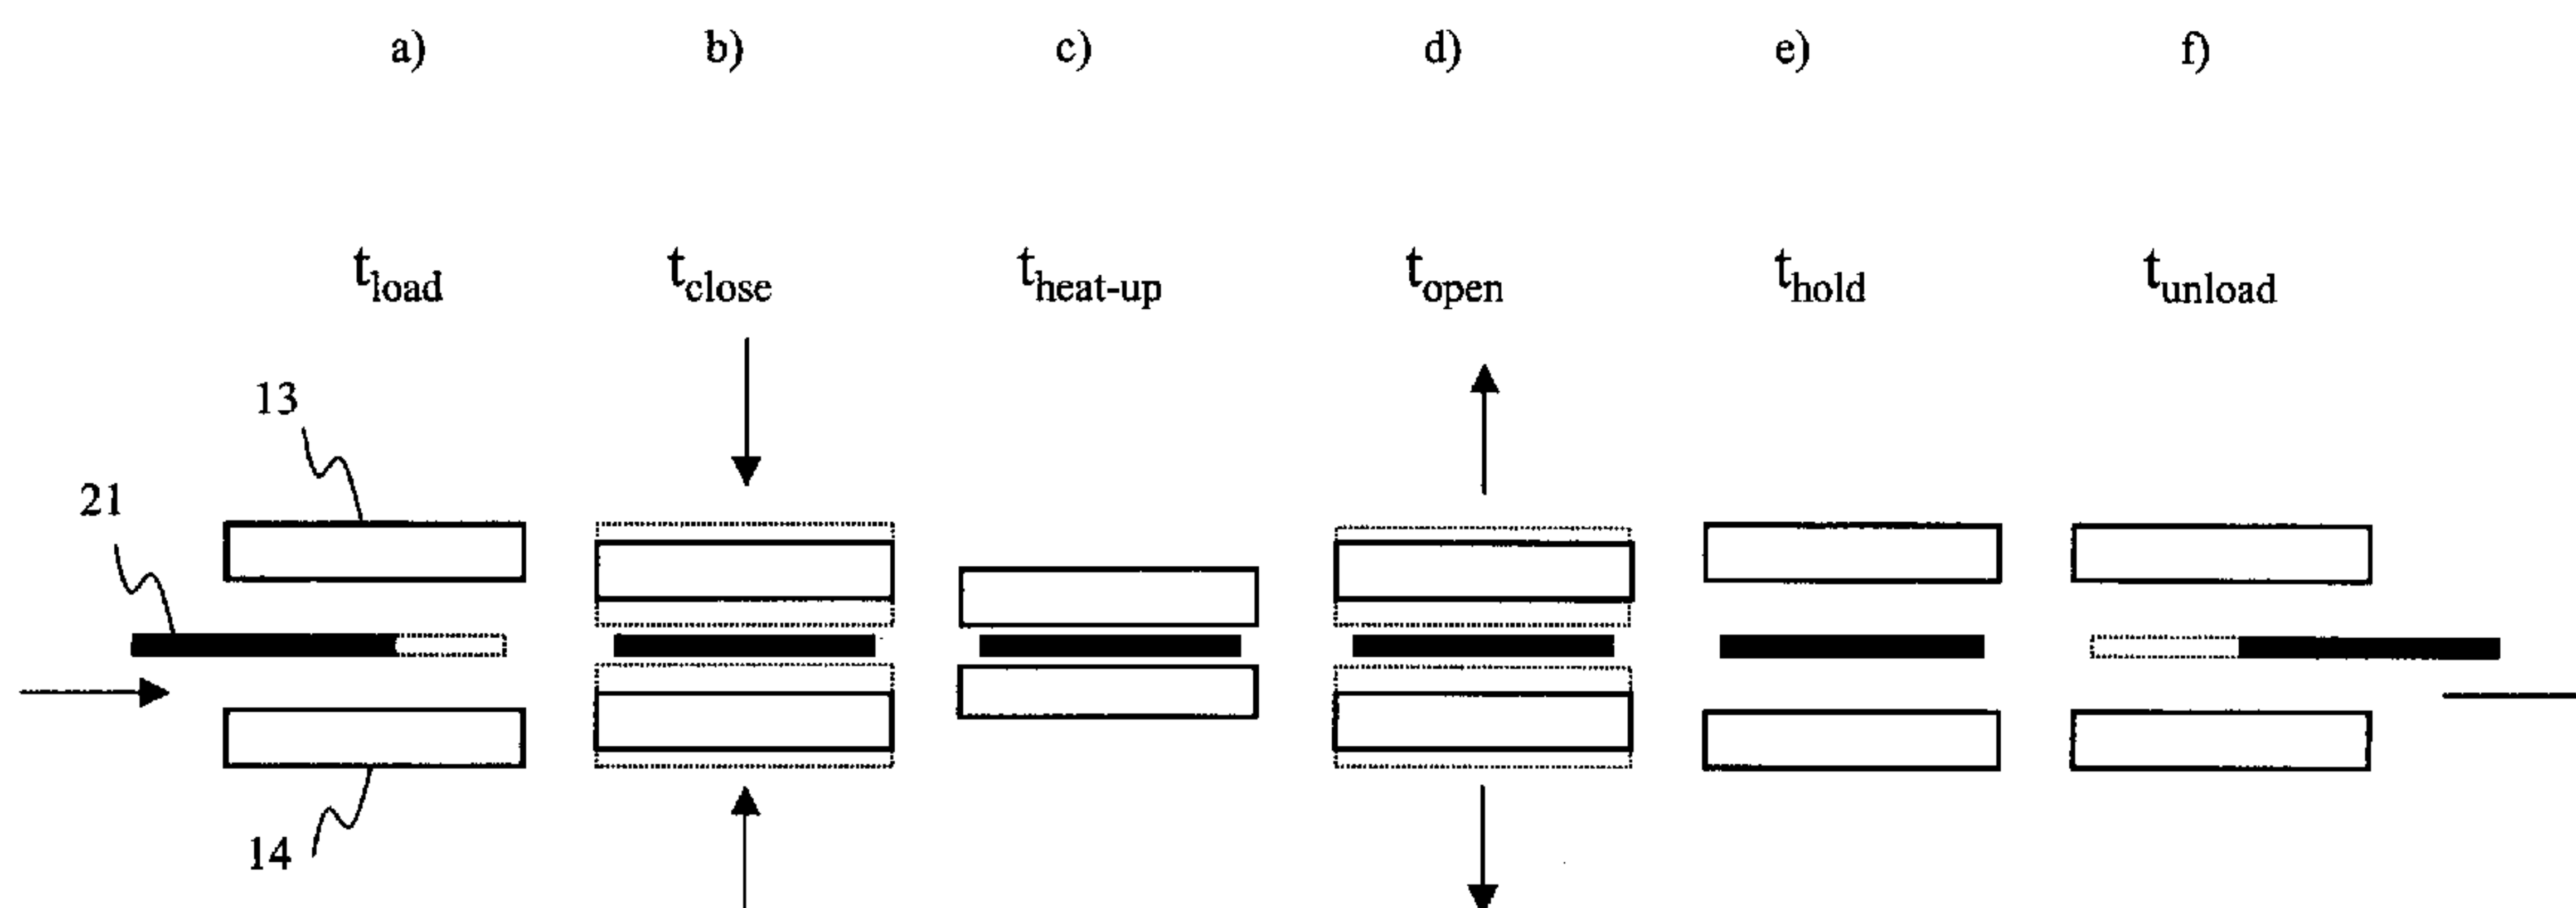 a) b) c) d) e) f)
t_load t_close t_heat-up t_open t_hold t_unload
13
21
14